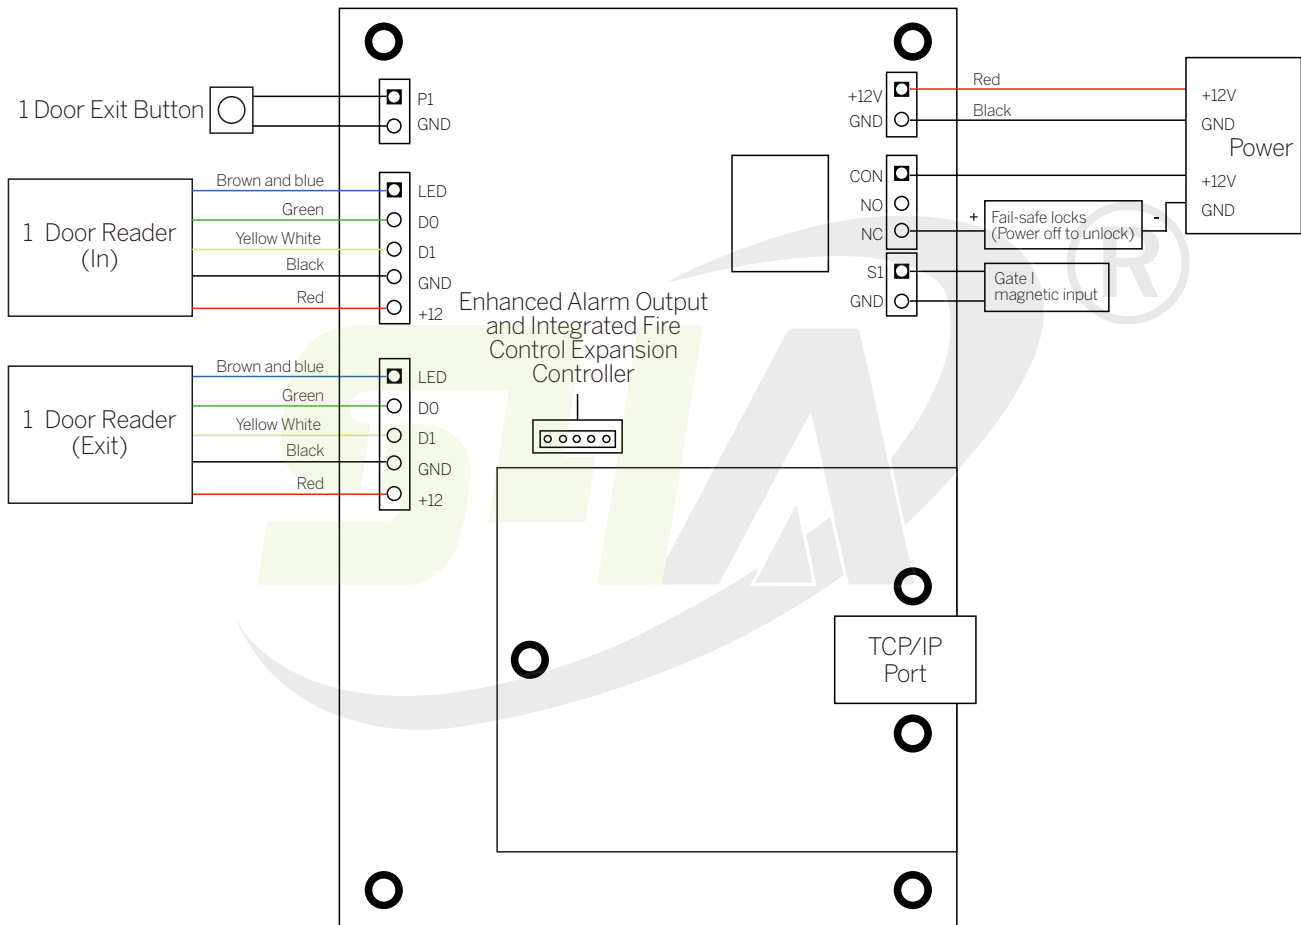 1 Door Exit Button
P1
GND
1 Door Reader
(In)
Brown and blue
Green
Yellow White
Black
Red
LED
D0
D1
GND
+12
1 Door Reader
(Exit)
Brown and blue
Green
Yellow White
Black
Red
LED
D0
D1
GND
+12
Enhanced Alarm Output
and Integrated Fire
Control Expansion
Controller
+12V
GND
Red
Black
+12V
GND
Power
+12V
GND
CON
NO
NC
+
Fail-safe locks
(Power off to unlock)
-
S1
GND
Gate I
magnetic input
TCP/IP
Port
S4A
®